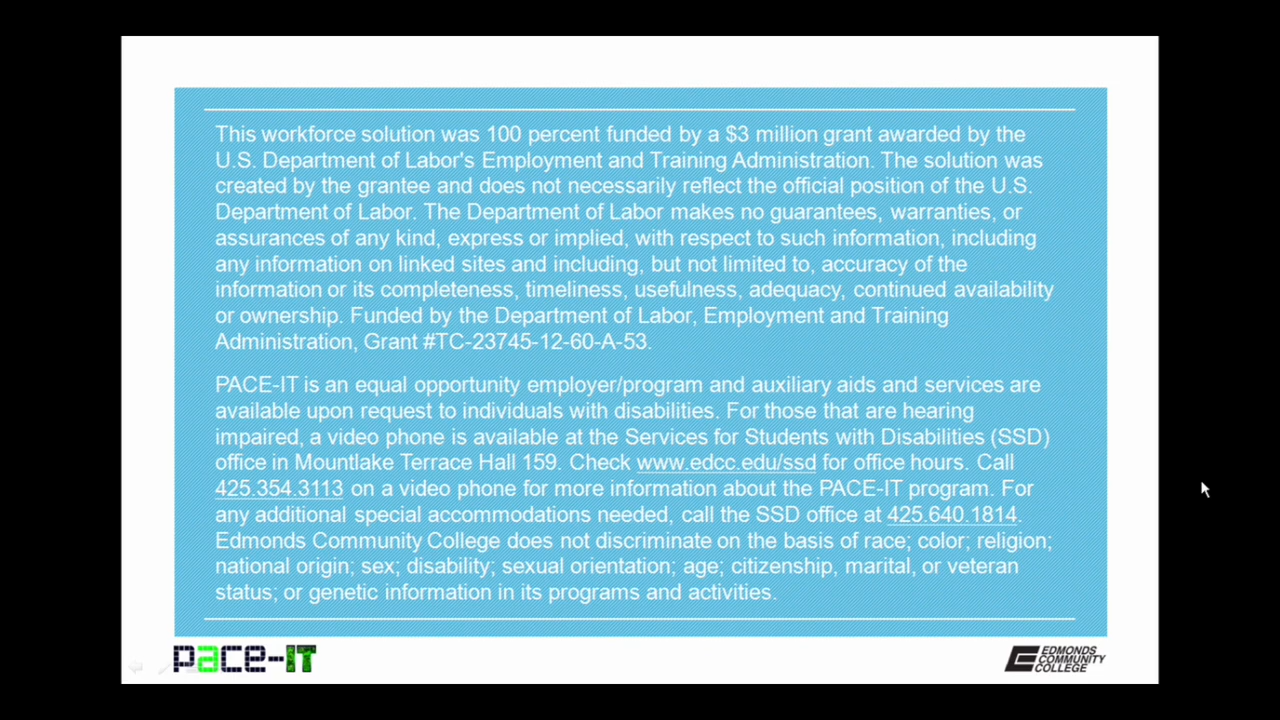 This workforce solution was 100 percent funded by a $3 million grant awarded by the
U.S. Department of Labor's Employment and Training Administration. The solution was
created by the grantee and does not necessarily reflect the official position of the U.S.
Department of Labor. The Department of Labor makes no guarantees, warranties, or
assurances of any kind, express or implied, with respect to such information, including
any information on linked sites and including, but not limited to, accuracy of the
information or its completeness, timeliness, usefulness, adequacy, continued availability
or ownership. Funded by the Department of Labor, Employment and Training
Administration, Grant #TC-23745-12-60-A-53.
PACE-IT is an equal opportunity employer/program and auxiliary aids and services are
available upon request to individuals with disabilities. For those that are hearing
impaired, a video phone is available at the Services for Students with Disabilities (SSD)
office in Mountlake Terrace Hall 159. Check www.edcc.edu/ssd for office hours. Call
425.354.3113 on a video phone for more information about the PACE-IT program. For
any additional special accommodations needed, call the SSD office at 425.640.1814.
Edmonds Community College does not discriminate on the basis of race; color; religion;
national origin; sex; disability; sexual orientation; age; citizenship, marital, or veteran
status; or genetic information in its programs and activities.
pace-IT
EDMONDS
COMMUNITY
COLLEGE